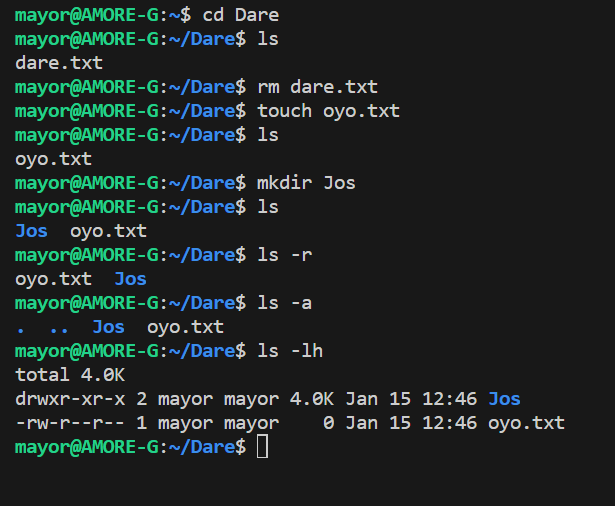 mayor@AMORE-G:~$ cd Dare
mayor@AMORE-G:~/Dare$ ls
dare.txt
mayor@AMORE-G:~/Dare$ rm dare.txt
mayor@AMORE-G:~/Dare$ touch oyo.txt
mayor@AMORE-G:~/Dare$ ls
oyo.txt
mayor@AMORE-G:~/Dare$ mkdir Jos
mayor@AMORE-G:~/Dare$ ls
Jos  oyo.txt
mayor@AMORE-G:~/Dare$ ls -r
oyo.txt  Jos
mayor@AMORE-G:~/Dare$ ls -a
.  ..  Jos  oyo.txt
mayor@AMORE-G:~/Dare$ ls -lh
total 4.0K
drwxr-xr-x 2 mayor mayor 4.0K Jan 15 12:46 Jos
-rw-r--r-- 1 mayor mayor    0 Jan 15 12:46 oyo.txt
mayor@AMORE-G:~/Dare$